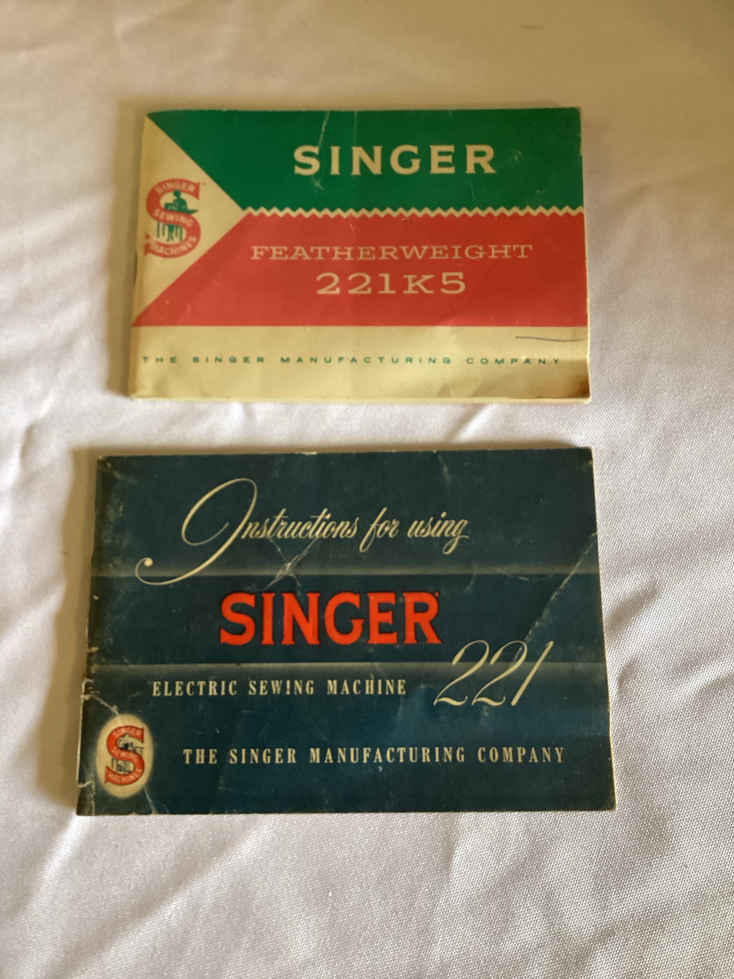 SINGER
SINGER
SEWING
MACHINES
FEATHERWEIGHT
221K5
THE SINGER MANUFACTURING COMPANY
Instructions for using
SINGER
221
ELECTRIC SEWING MACHINE
SINGER
SEWING
MACHINES
THE SINGER MANUFACTURING COMPANY